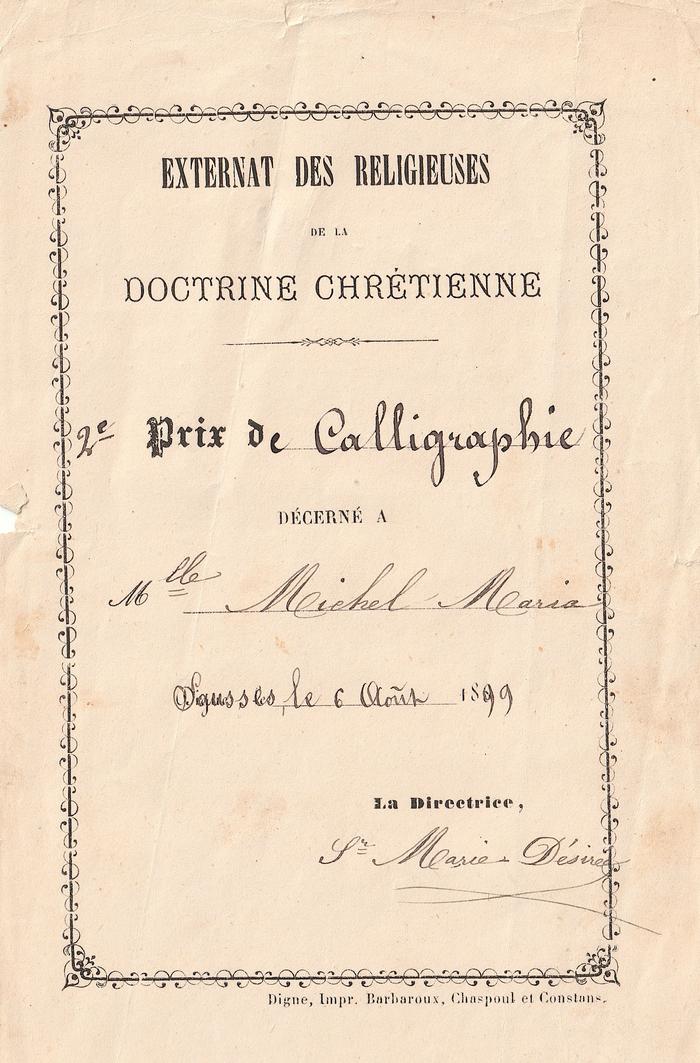 EXTERNAT DES RELIGIEUSES
DE LA
DOCTRINE CHRÉTIENNE
2e Prix de Calligraphie
DÉCERNÉ A
Mlle Michel Maria
le 6 Août 1899
La Directrice,
Sr Marie-Désirée
Digne, Impr. Barbaroux, Chaspoul et Constans.